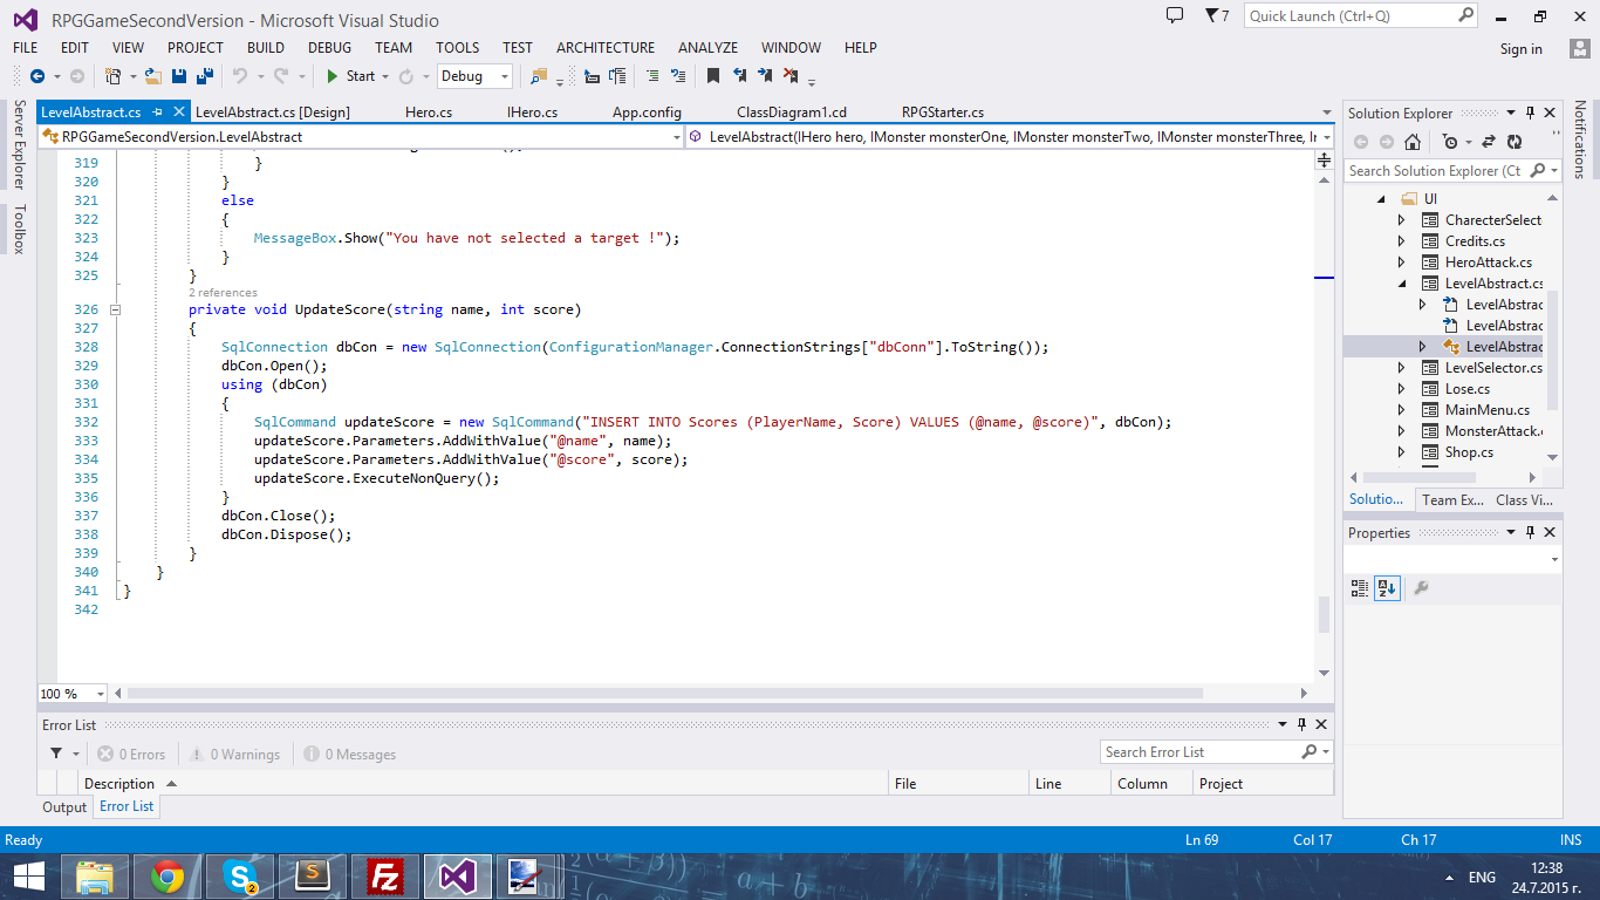 RPGGameSecondVersion - Microsoft Visual Studio
7
Quick Launch (Ctrl+Q)
FILE EDIT VIEW PROJECT BUILD DEBUG TEAM TOOLS TEST ARCHITECTURE ANALYZE WINDOW HELP
Sign in
Start Debug
Server Explorer
Toolbox
LevelAbstract.cs LevelAbstract.cs [Design] Hero.cs IHero.cs App.config ClassDiagram1.cd RPGStarter.cs
RPGGameSecondVersion.LevelAbstract
LevelAbstract(IHero hero, IMonster monsterOne, IMonster monsterTwo, IMonster monsterThree, Ir
319 }
320 }
321 else
322 {
323 MessageBox.Show("You have not selected a target !");
324 }
325 }
2 references
326 private void UpdateScore(string name, int score)
327 {
328 SqlConnection dbCon = new SqlConnection(ConfigurationManager.ConnectionStrings["dbConn"].ToString());
329 dbCon.Open();
330 using (dbCon)
331 {
332 SqlCommand updateScore = new SqlCommand("INSERT INTO Scores (PlayerName, Score) VALUES (@name, @score)", dbCon);
333 updateScore.Parameters.AddWithValue("@name", name);
334 updateScore.Parameters.AddWithValue("@score", score);
335 updateScore.ExecuteNonQuery();
336 }
337 dbCon.Close();
338 dbCon.Dispose();
339 }
340 }
341 }
342
100 %
Solution Explorer
Search Solution Explorer (Ct
UI
CharecterSelect
Credits.cs
HeroAttack.cs
LevelAbstract.cs
LevelAbstrac
LevelAbstrac
LevelAbstrac
LevelSelector.cs
Lose.cs
MainMenu.cs
MonsterAttack.
Shop.cs
Solutio... Team Ex... Class Vi...
Properties
Notifications
Error List
0 Errors 0 Warnings 0 Messages
Search Error List
Description File Line Column Project
Output Error List
Ready Ln 69 Col 17 Ch 17 INS
2
ENG
12:38
24.7.2015 г.